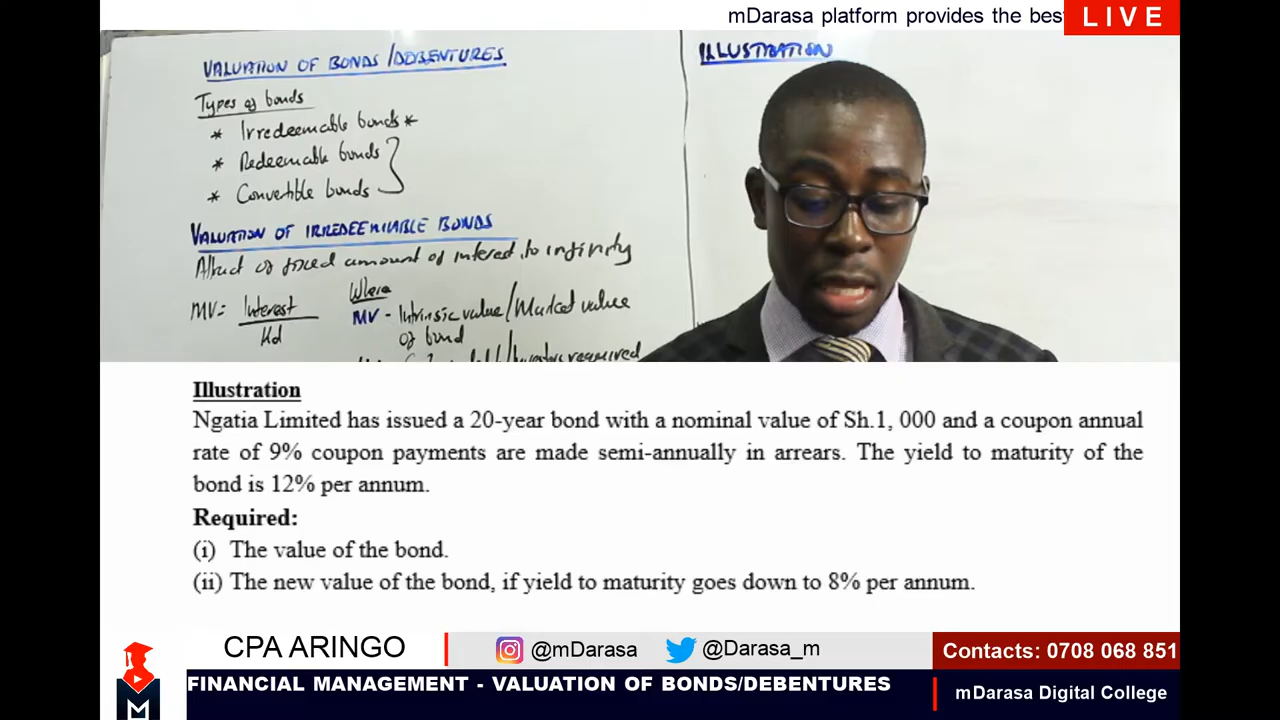 mDarasa platform provides the bes
LIVE
VALUATION OF BONDS/DEBENTURES
Types of bonds
* Irredeemable bonds *
* Redeemable bonds
* Convertible bonds
VALUATION OF IRREDEEMABLE BONDS
Attract a fixed amount of interest to infinity
MV = Interest
Kd
Where
MV - Intrinsic value/Market value
of bond
required
ILLUSTRATION
Illustration
Ngatia Limited has issued a 20-year bond with a nominal value of Sh.1, 000 and a coupon annual
rate of 9% coupon payments are made semi-annually in arrears. The yield to maturity of the
bond is 12% per annum.
Required:
(i) The value of the bond.
(ii) The new value of the bond, if yield to maturity goes down to 8% per annum.
CPA ARINGO
@mDarasa
@Darasa_m
Contacts: 0708 068 851
M
FINANCIAL MANAGEMENT - VALUATION OF BONDS/DEBENTURES
mDarasa Digital College